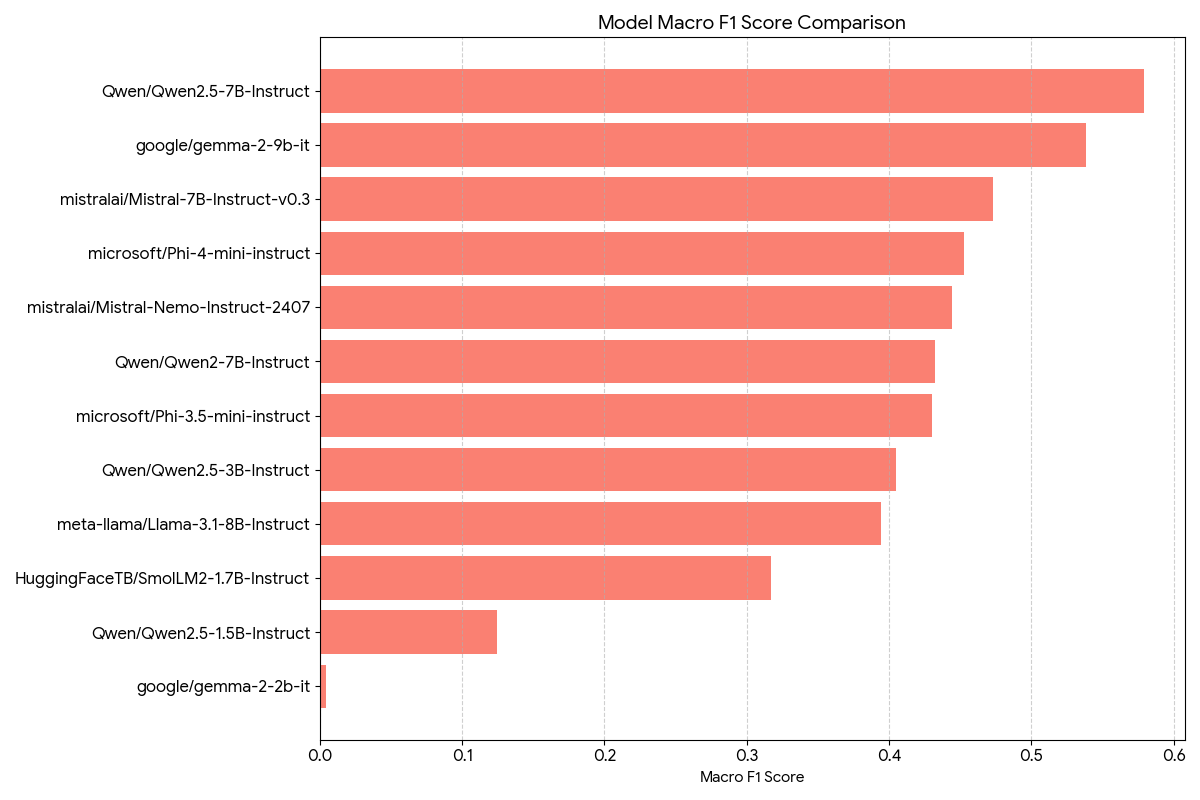 Model Macro F1 Score Comparison
Qwen/Qwen2.5-7B-Instruct
google/gemma-2-9b-it
mistralai/Mistral-7B-Instruct-v0.3
microsoft/Phi-4-mini-instruct
mistralai/Mistral-Nemo-Instruct-2407
Qwen/Qwen2-7B-Instruct
microsoft/Phi-3.5-mini-instruct
Qwen/Qwen2.5-3B-Instruct
meta-llama/Llama-3.1-8B-Instruct
HuggingFaceTB/SmolLM2-1.7B-Instruct
Qwen/Qwen2.5-1.5B-Instruct
google/gemma-2-2b-it
0.0 0.1 0.2 0.3 0.4 0.5 0.6
Macro F1 Score